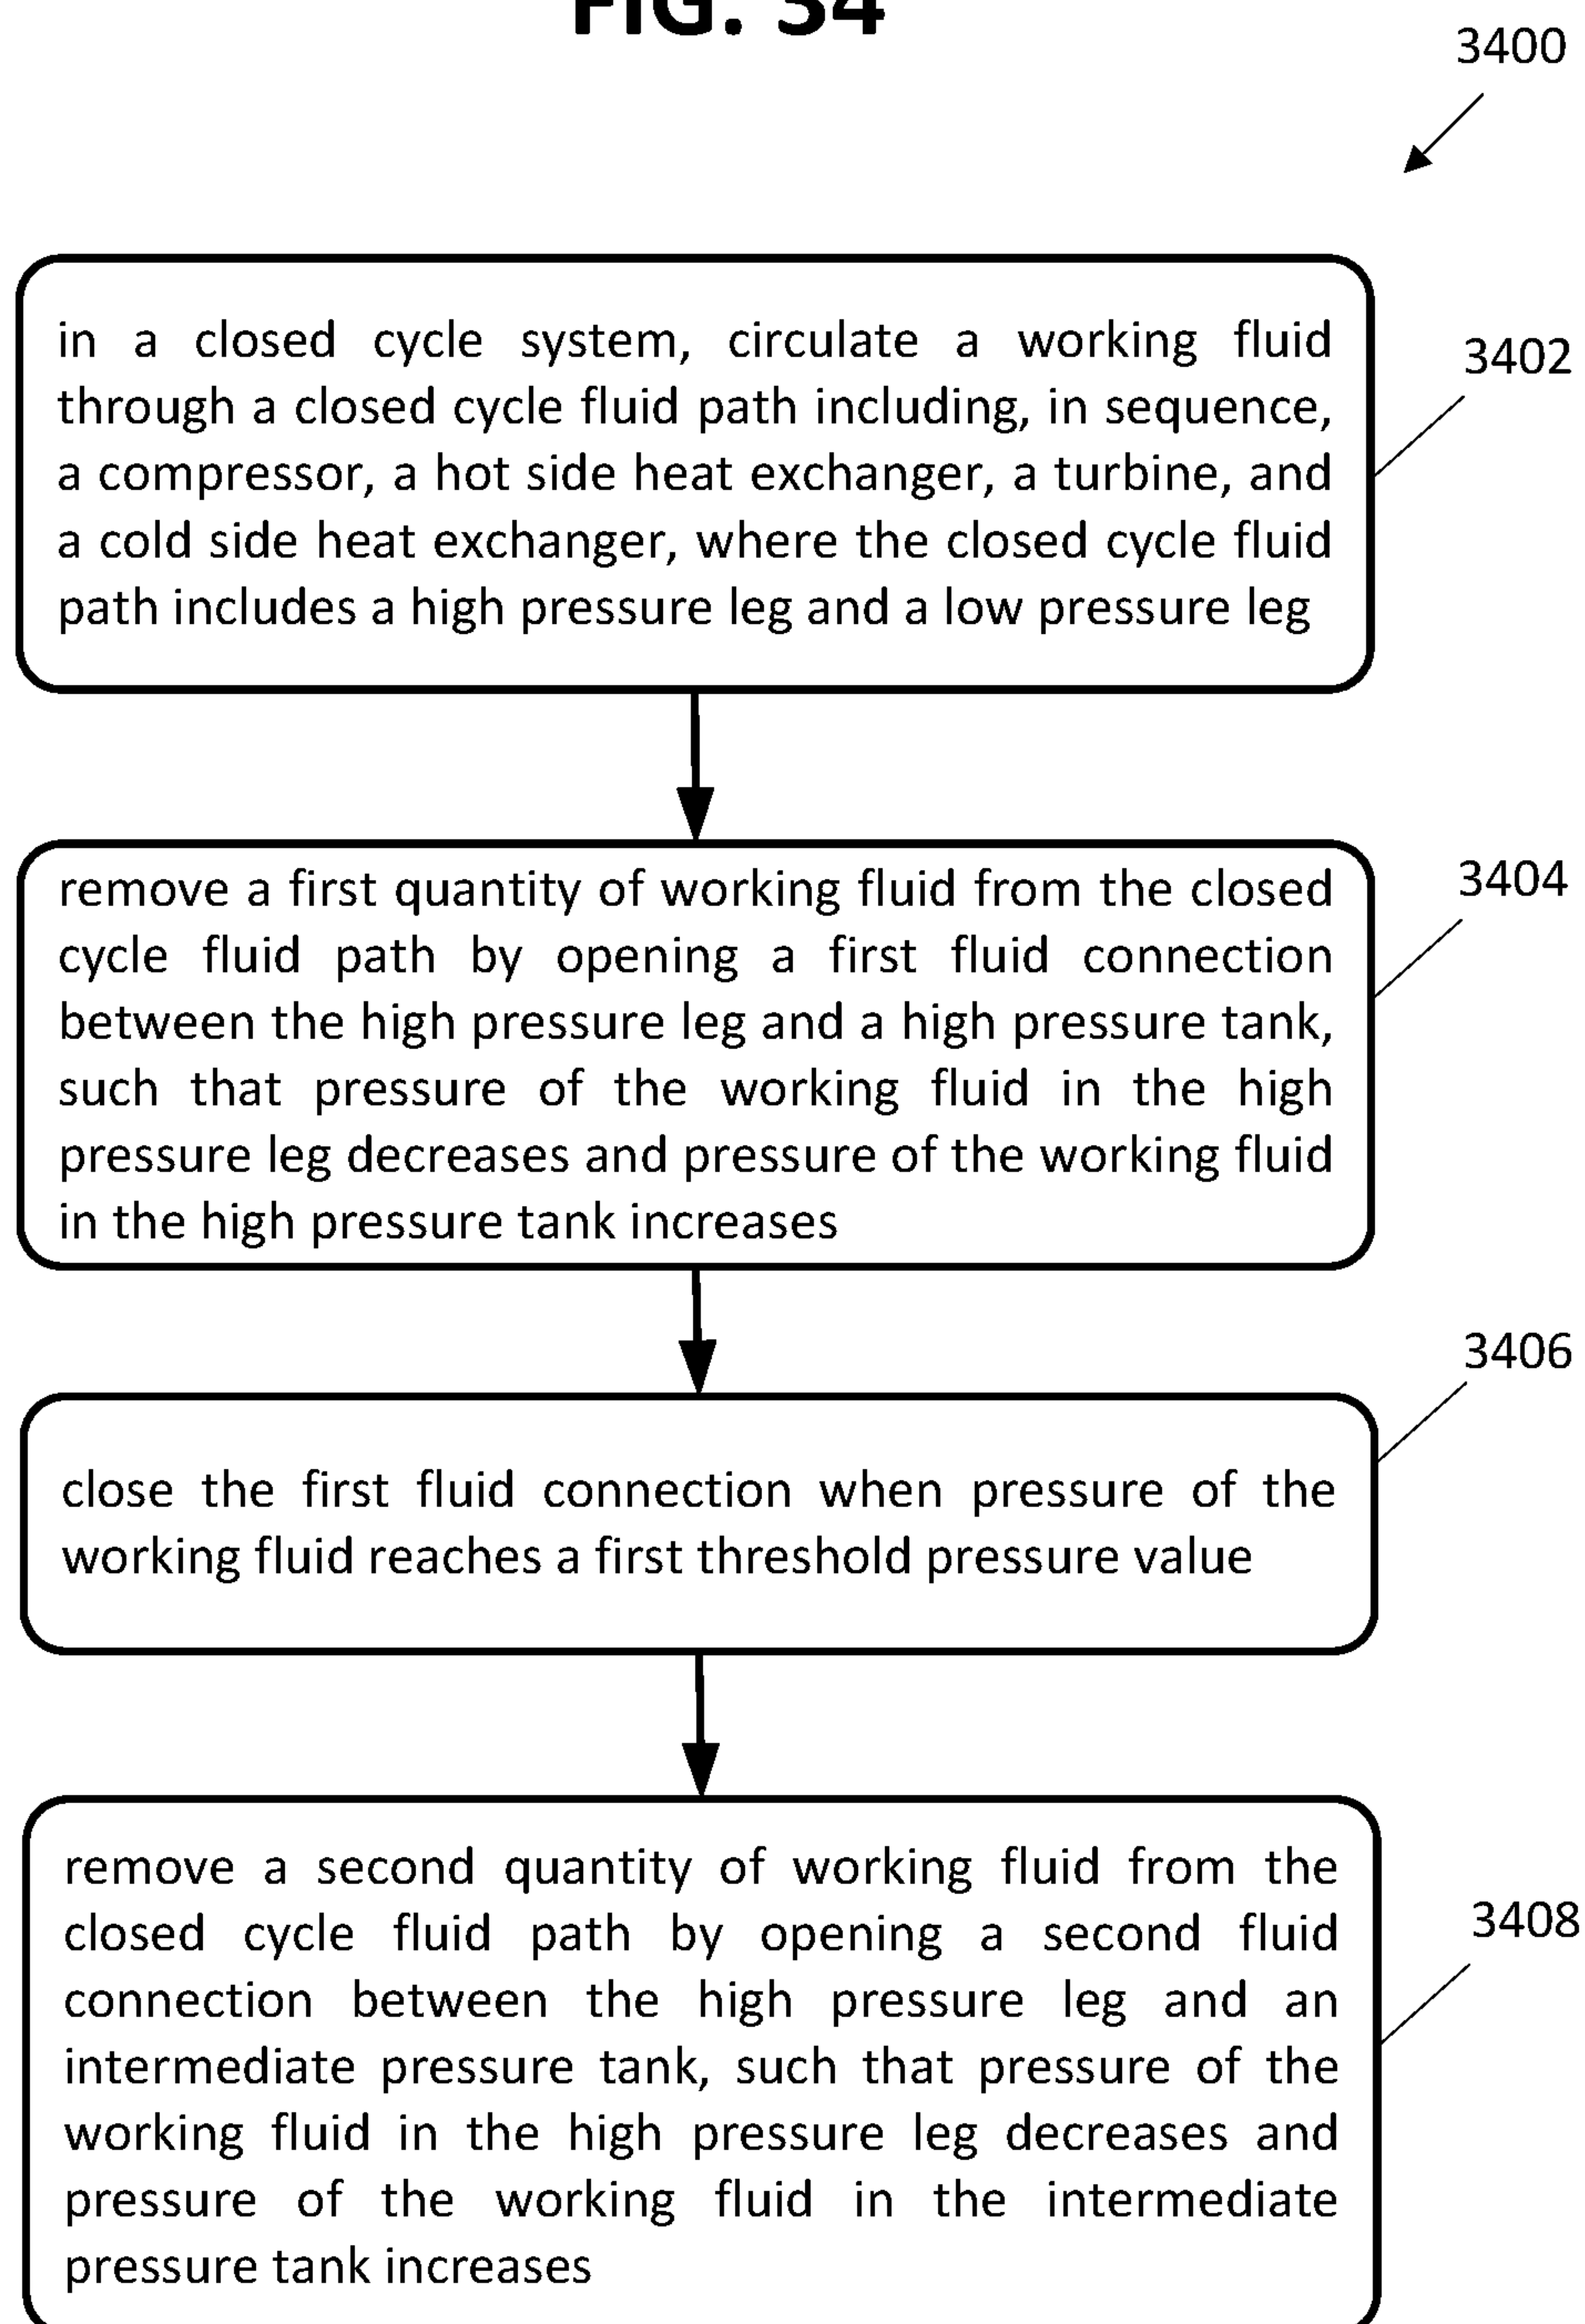 FIG. 34
3400
in a closed cycle system, circulate a working fluid
through a closed cycle fluid path including, in sequence,
a compressor, a hot side heat exchanger, a turbine, and
a cold side heat exchanger, where the closed cycle fluid
path includes a high pressure leg and a low pressure leg
3402
remove a first quantity of working fluid from the closed
cycle fluid path by opening a first fluid connection
between the high pressure leg and a high pressure tank,
such that pressure of the working fluid in the high
pressure leg decreases and pressure of the working fluid
in the high pressure tank increases
3404
close the first fluid connection when pressure of the
working fluid reaches a first threshold pressure value
3406
remove a second quantity of working fluid from the
closed cycle fluid path by opening a second fluid
connection between the high pressure leg and an
intermediate pressure tank, such that pressure of the
working fluid in the high pressure leg decreases and
pressure of the working fluid in the intermediate
pressure tank increases
3408